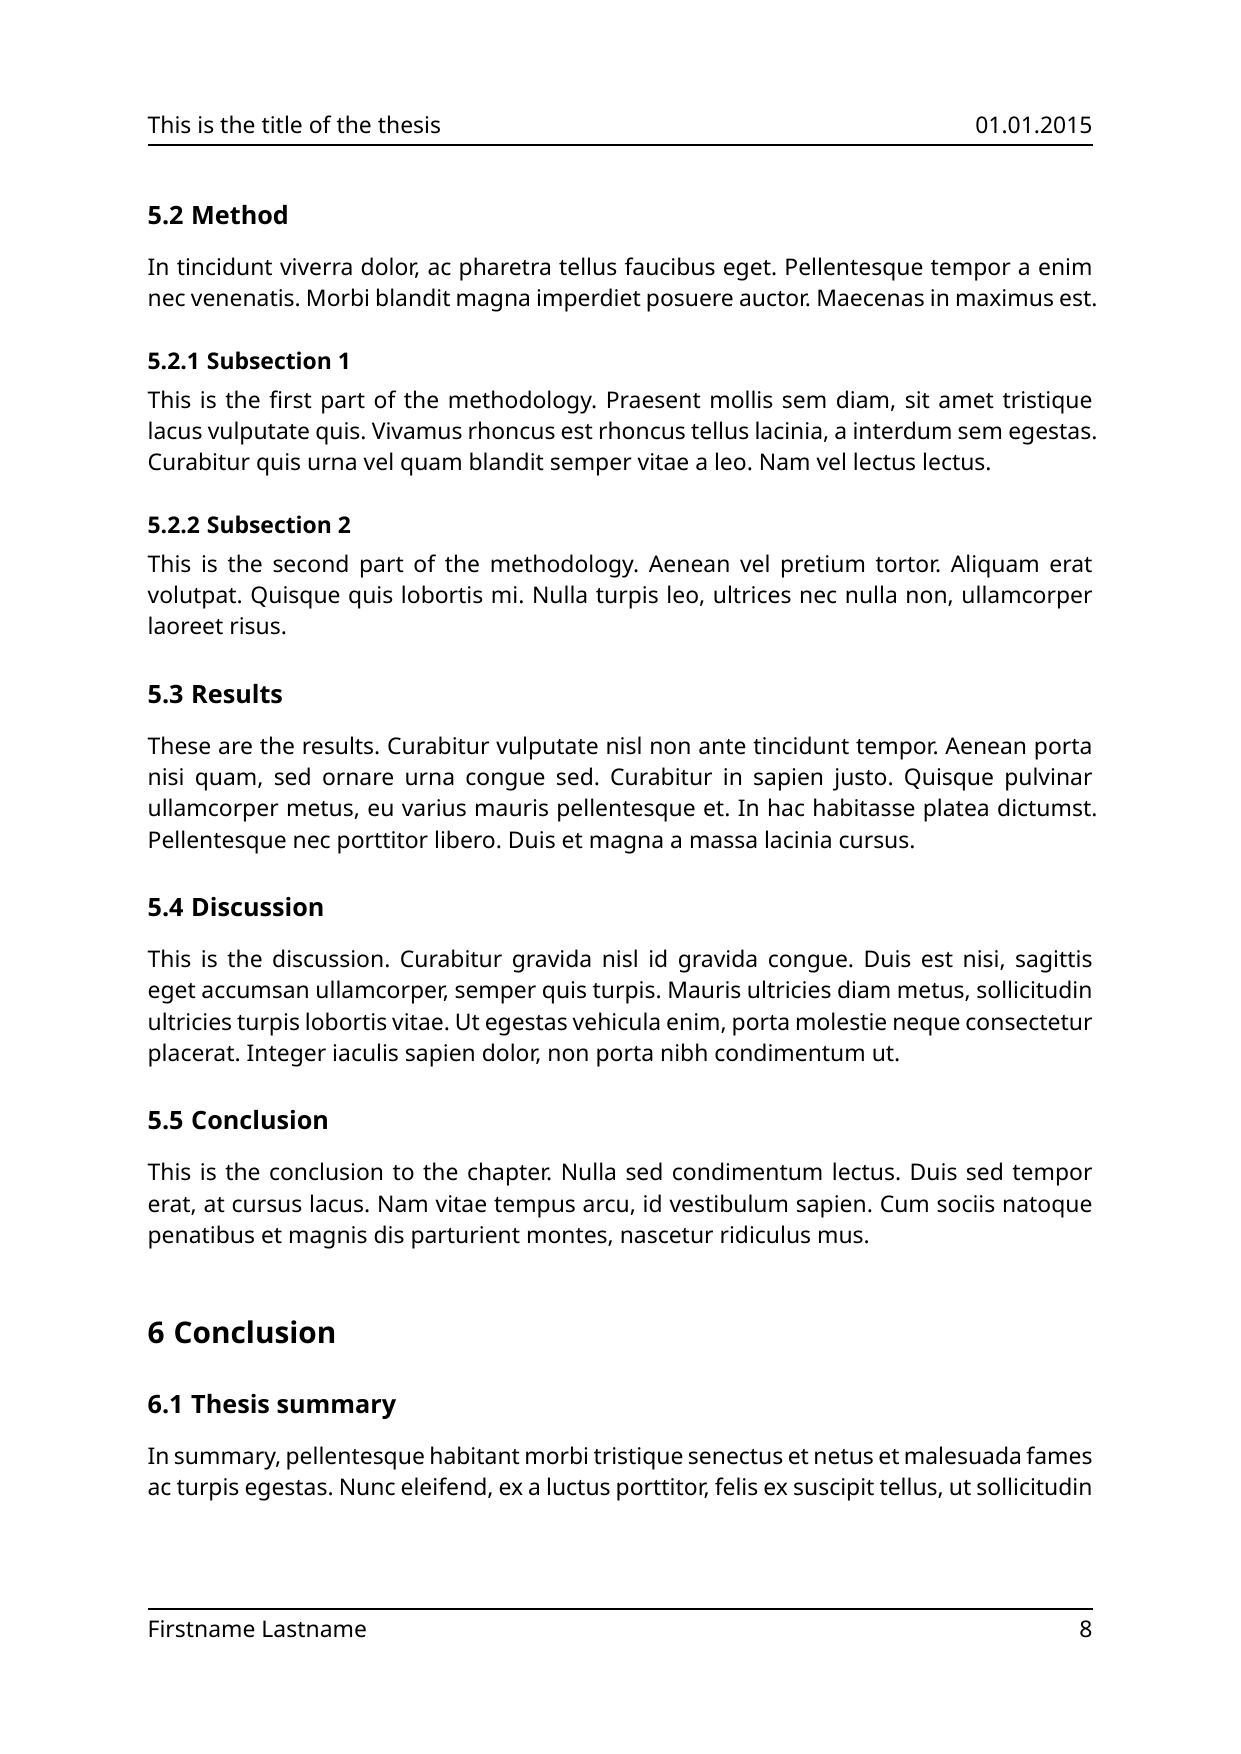 This is the title of the thesis 01.01.2015
5.2 Method
In tincidunt viverra dolor, ac pharetra tellus faucibus eget. Pellentesque tempor a enim
nec venenatis. Morbi blandit magna imperdiet posuere auctor. Maecenas in maximus est.
5.2.1 Subsection 1
This is the first part of the methodology. Praesent mollis sem diam, sit amet tristique
lacus vulputate quis. Vivamus rhoncus est rhoncus tellus lacinia, a interdum sem egestas.
Curabitur quis urna vel quam blandit semper vitae a leo. Nam vel lectus lectus.
5.2.2 Subsection 2
This is the second part of the methodology. Aenean vel pretium tortor. Aliquam erat
volutpat. Quisque quis lobortis mi. Nulla turpis leo, ultrices nec nulla non, ullamcorper
laoreet risus.
5.3 Results
These are the results. Curabitur vulputate nisl non ante tincidunt tempor. Aenean porta
nisi quam, sed ornare urna congue sed. Curabitur in sapien justo. Quisque pulvinar
ullamcorper metus, eu varius mauris pellentesque et. In hac habitasse platea dictumst.
Pellentesque nec porttitor libero. Duis et magna a massa lacinia cursus.
5.4 Discussion
This is the discussion. Curabitur gravida nisl id gravida congue. Duis est nisi, sagittis
eget accumsan ullamcorper, semper quis turpis. Mauris ultricies diam metus, sollicitudin
ultricies turpis lobortis vitae. Ut egestas vehicula enim, porta molestie neque consectetur
placerat. Integer iaculis sapien dolor, non porta nibh condimentum ut.
5.5 Conclusion
This is the conclusion to the chapter. Nulla sed condimentum lectus. Duis sed tempor
erat, at cursus lacus. Nam vitae tempus arcu, id vestibulum sapien. Cum sociis natoque
penatibus et magnis dis parturient montes, nascetur ridiculus mus.
6 Conclusion
6.1 Thesis summary
In summary, pellentesque habitant morbi tristique senectus et netus et malesuada fames
ac turpis egestas. Nunc eleifend, ex a luctus porttitor, felis ex suscipit tellus, ut sollicitudin
Firstname Lastname 8